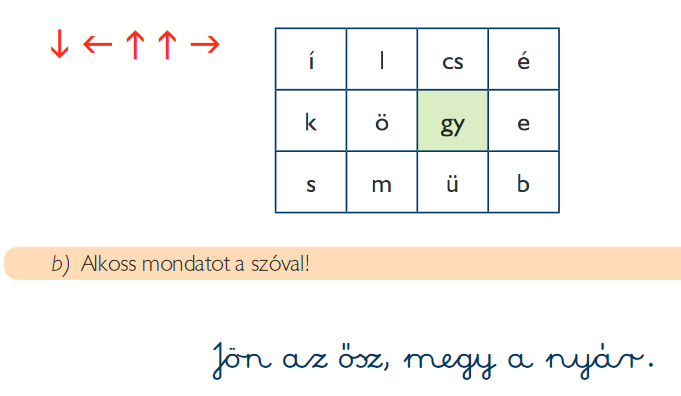 ↓ ← ↑ ↑ →
í l cs é
k ö gy e
s m ü b
b) Alkoss mondatot a szóval!
Jön az ősz, megy a nyár.